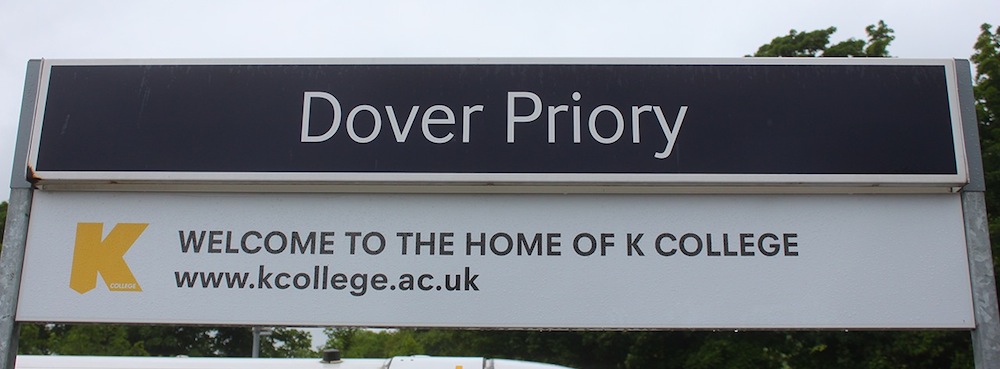 Dover Priory
K
COLLEGE
WELCOME TO THE HOME OF K COLLEGE
www.kcollege.ac.uk